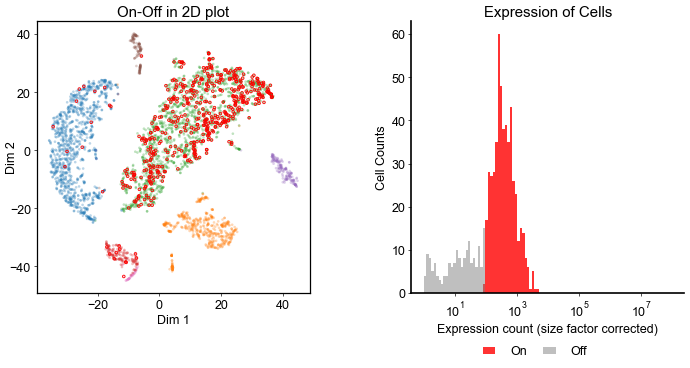 On-Off in 2D plot
Dim 2
40
20
0
−20
−40
−20
0
20
40
Dim 1
Expression of Cells
Cell Counts
60
50
40
30
20
10
0
10^1
10^3
10^5
10^7
Expression count (size factor corrected)
On
Off